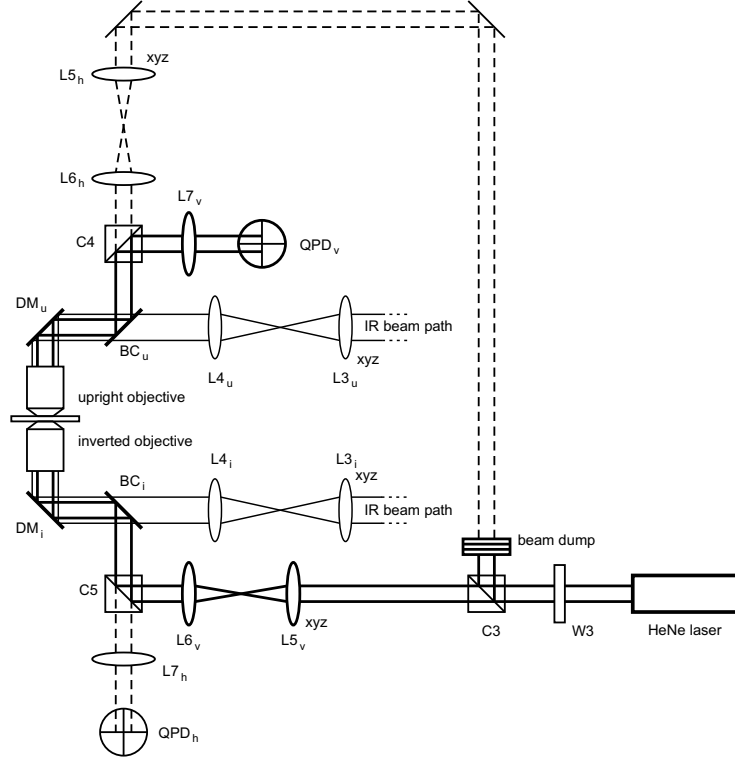 xyz
L5h
L6h
L7v
C4
QPDv
DMu
IR beam path
BCu
xyz
L4u
L3u
upright objective
inverted objective
L4i
L3i
xyz
BCi
IR beam path
DMi
beam dump
C5
L6v
L5v
xyz
C3
W3
HeNe laser
L7h
QPDh